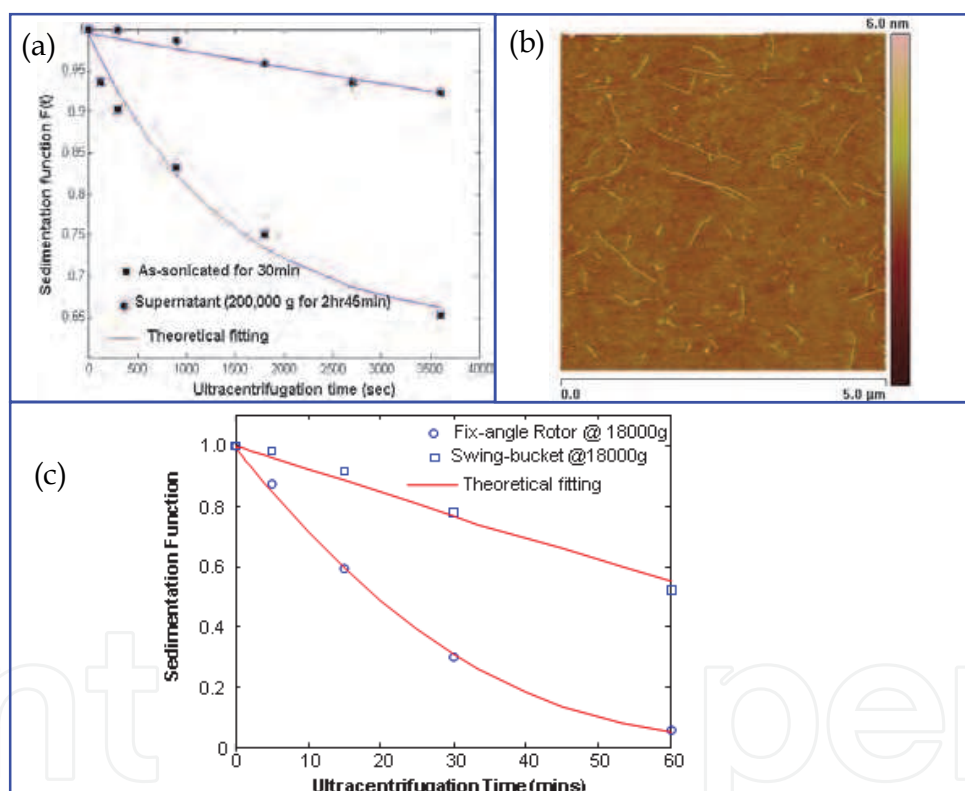 (a)
Sedimentation function F(t)
0.95
0.9
0.85
0.8
0.75
0.7
0.65
As-sonicated for 30min
Supernatant (200,000 g for 2hr45min)
Theoretical fitting
0 500 1000 1500 2000 2500 3000 3500 4000
Ultracentrifugation time (sec)
(b)
6.0 nm
0.0 5.0 µm
(c)
Sedimentation Function
1.0
0.8
0.6
0.4
0.2
0
Fix-angle Rotor @ 18000g
Swing-bucket @18000g
Theoretical fitting
0 10 20 30 40 50 60
Ultracentrifugation Time (mins)